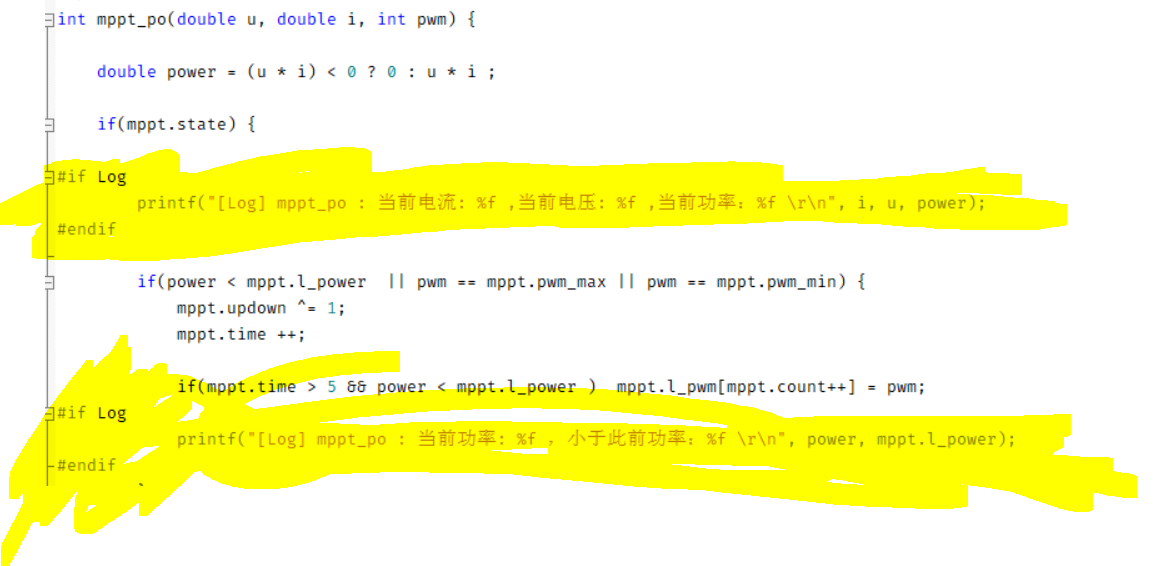 int mppt_po(double u, double i, int pwm) {
double power = (u * i) < 0 ? 0 : u * i ;
if(mppt.state) {
#if Log
printf("[Log] mppt_po : 当前电流: %f ,当前电压: %f ,当前功率：%f \r\n", i, u, power);
#endif
if(power < mppt.l_power  || pwm == mppt.pwm_max || pwm == mppt.pwm_min) {
mppt.updown ^= 1;
mppt.time ++;
if(mppt.time > 5 && power < mppt.l_power )  mppt.l_pwm[mppt.count++] = pwm;
#if Log
printf("[Log] mppt_po : 当前功率: %f ，小于此前功率：%f \r\n", power, mppt.l_power);
#endif